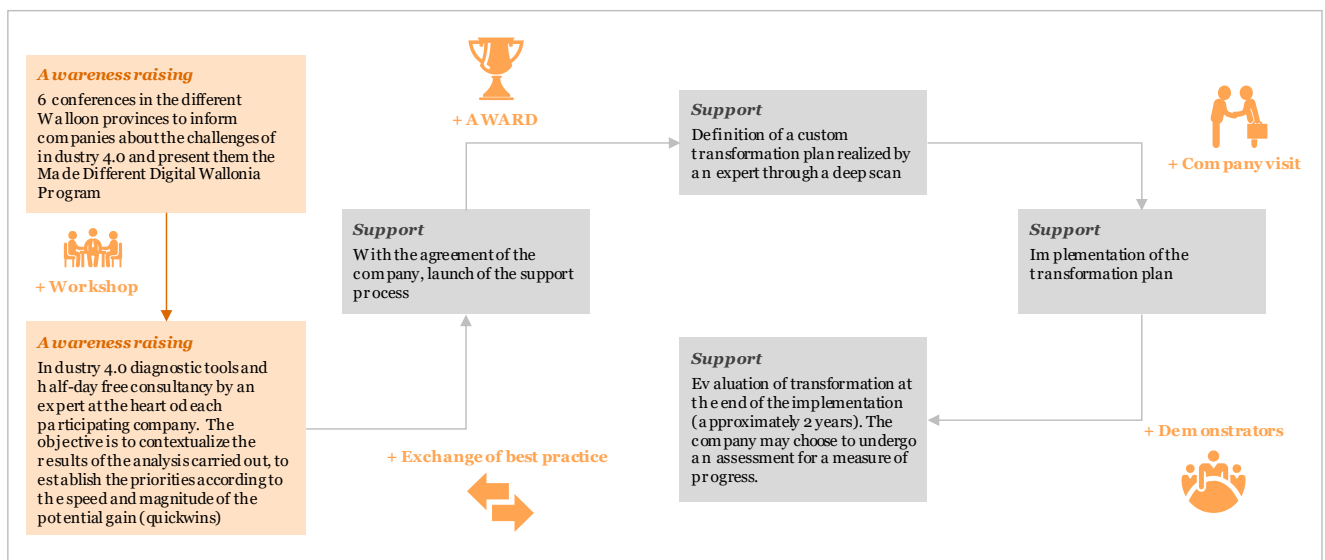 Awareness raising
6 conferences in the different
Walloon provinces to inform
companies about the challenges of
industry 4.0 and present them the
Made Different Digital Wallonia
Program
+ Workshop
Awareness raising
Industry 4.0 diagnostic tools and
half-day free consultancy by an
expert at the heart od each
participating company. The
objective is to contextualize the
results of the analysis carried out, to
establish the priorities according to
the speed and magnitude of the
potential gain (quickwins)
+ Exchange of best practice
Support
With the agreement of the
company, launch of the support
process
+ AWARD
Support
Definition of a custom
transformation plan realized by
an expert through a deep scan
+ Company visit
Support
Implementation of the
transformation plan
+ Demonstrators
Support
Evaluation of transformation at
the end of the implementation
(approximately 2 years). The
company may choose to undergo
an assessment for a measure of
progress.